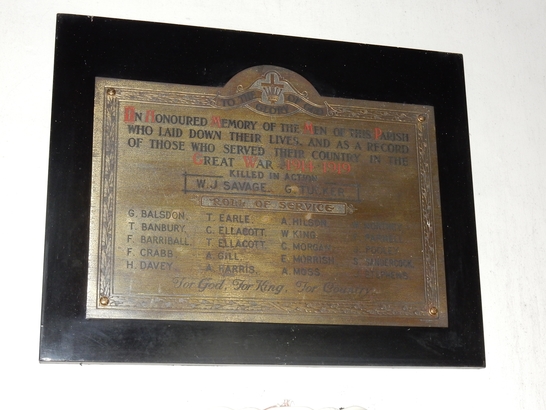 IN HONOURED MEMORY OF THE MEN OF THIS PARISH
WHO LAID DOWN THEIR LIVES, AND AS A RECORD
OF THOSE WHO SERVED THEIR COUNTRY IN THE
GREAT WAR
KILLED IN ACTION
W. J. SAVAGE. G. TUCKER
ROLL OF SERVICE
G. BALSDON. T. EARLE. A. HILSON.
T. BANBURY. C. ELLACOTT. W. KING.
F. BARRIBALL. T. ELLACOTT. C. MORGAN.
F. CRABB. A. GILL. E. MORRISH.
H. DAVEY. A. HARRIS. A. MOSS.
For God, For King, For Country.